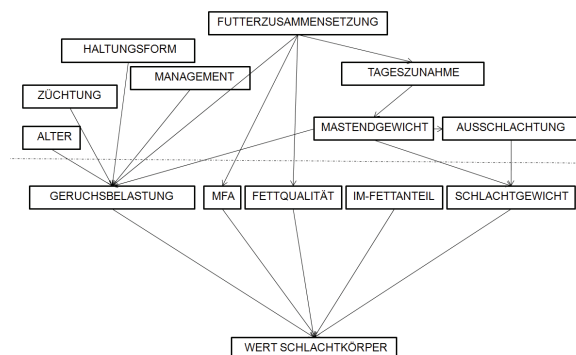 FUTTERZUSAMMENSETZUNG
HALTUNGSFORM
MANAGEMENT
TAGESZUNAHME
ZÜCHTUNG
MASTENDGEWICHT
AUSSCHLACHTUNG
ALTER
GERUCHSBELASTUNG
MFA
FETTQUALITÄT
IM-FETTANTEIL
SCHLACHTGEWICHT
WERT SCHLACHTKÖRPER